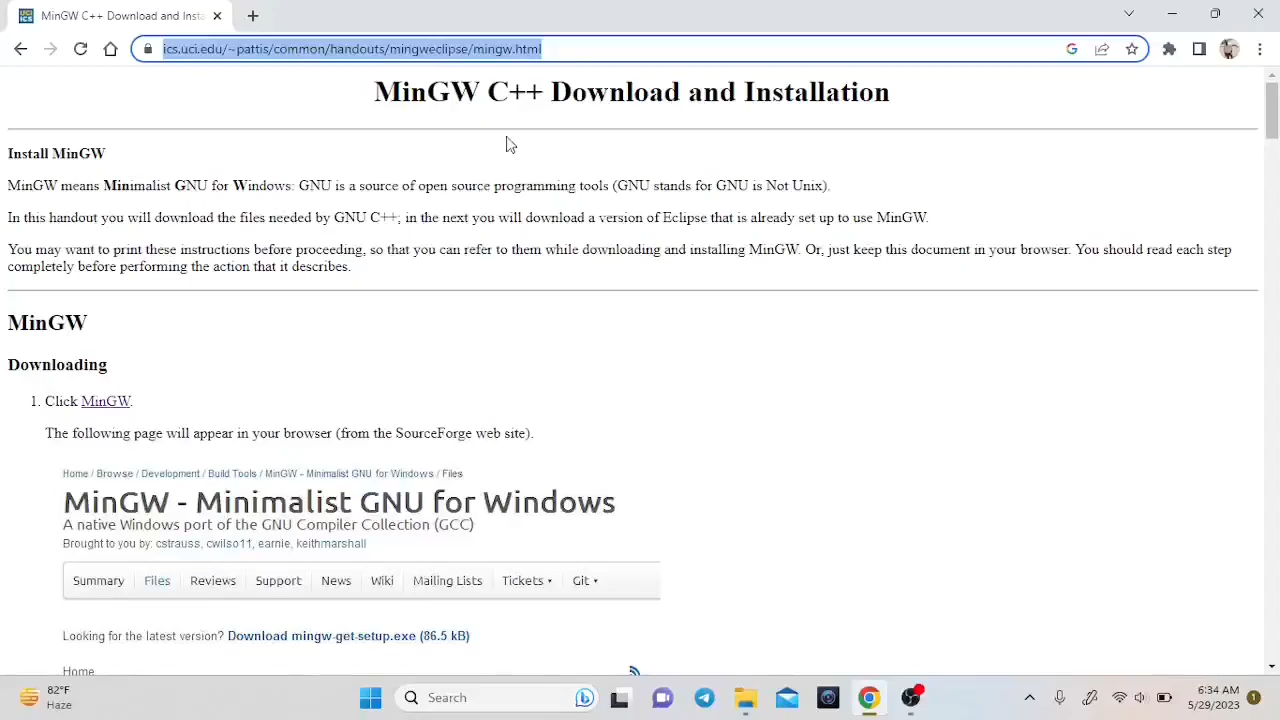 MinGW C++ Download and Insta
ics.uci.edu/~pattis/common/handouts/mingweclipse/mingw.html
MinGW C++ Download and Installation
Install MinGW
MinGW means Minimalist GNU for Windows: GNU is a source of open source programming tools (GNU stands for GNU is Not Unix).
In this handout you will download the files needed by GNU C++; in the next you will download a version of Eclipse that is already set up to use MinGW.
You may want to print these instructions before proceeding, so that you can refer to them while downloading and installing MinGW. Or, just keep this document in your browser. You should read each step
completely before performing the action that it describes.
MinGW
Downloading
1. Click MinGW.
The following page will appear in your browser (from the SourceForge web site).
Home / Browse / Development / Build Tools / MinGW - Minimalist GNU for Windows / Files
MinGW - Minimalist GNU for Windows
A native Windows port of the GNU Compiler Collection (GCC)
Brought to you by: cstrauss, cwilso11, earnie, keithmarshall
Summary Files Reviews Support News Wiki Mailing Lists Tickets Git
Looking for the latest version? Download mingw-get-setup.exe (86.5 kB)
Home
82°F
Haze
Search
6:34 AM
5/29/2023
1